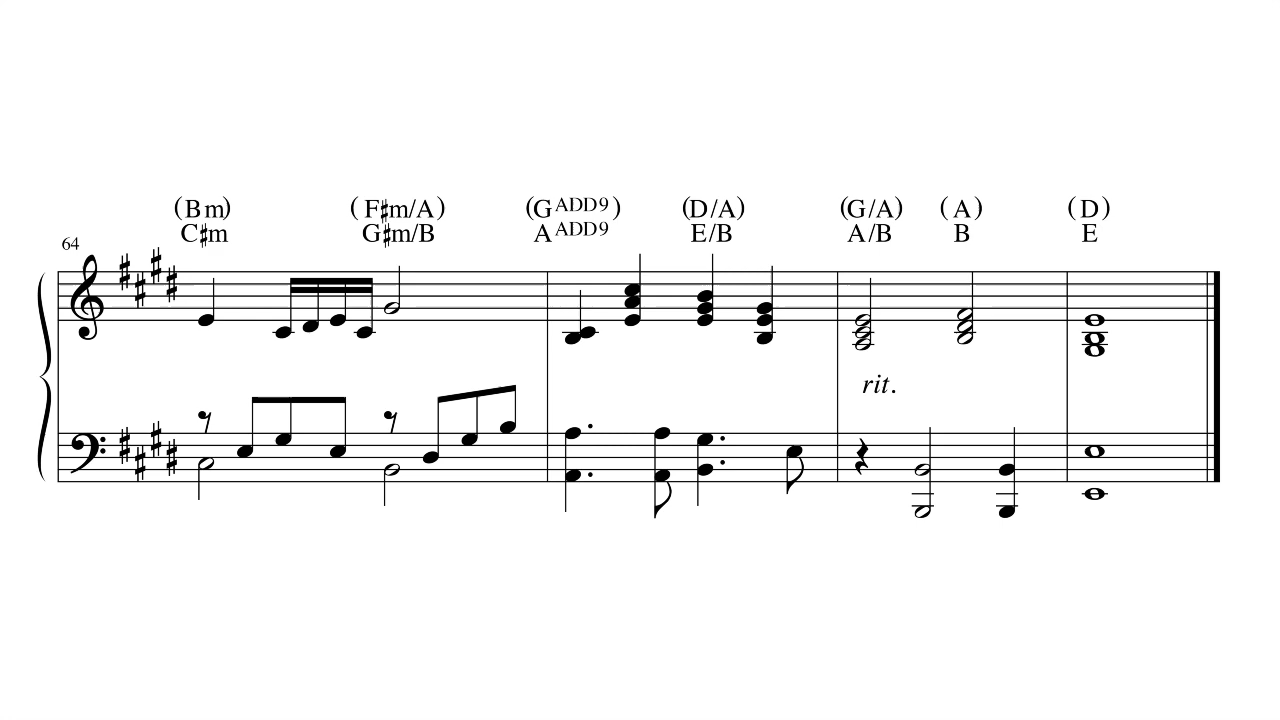 (Bm) (F♯m/A) (GADD9) (D/A) (G/A) (A) (D)
C♯m G♯m/B AADD9 E/B A/B B E
64
rit.